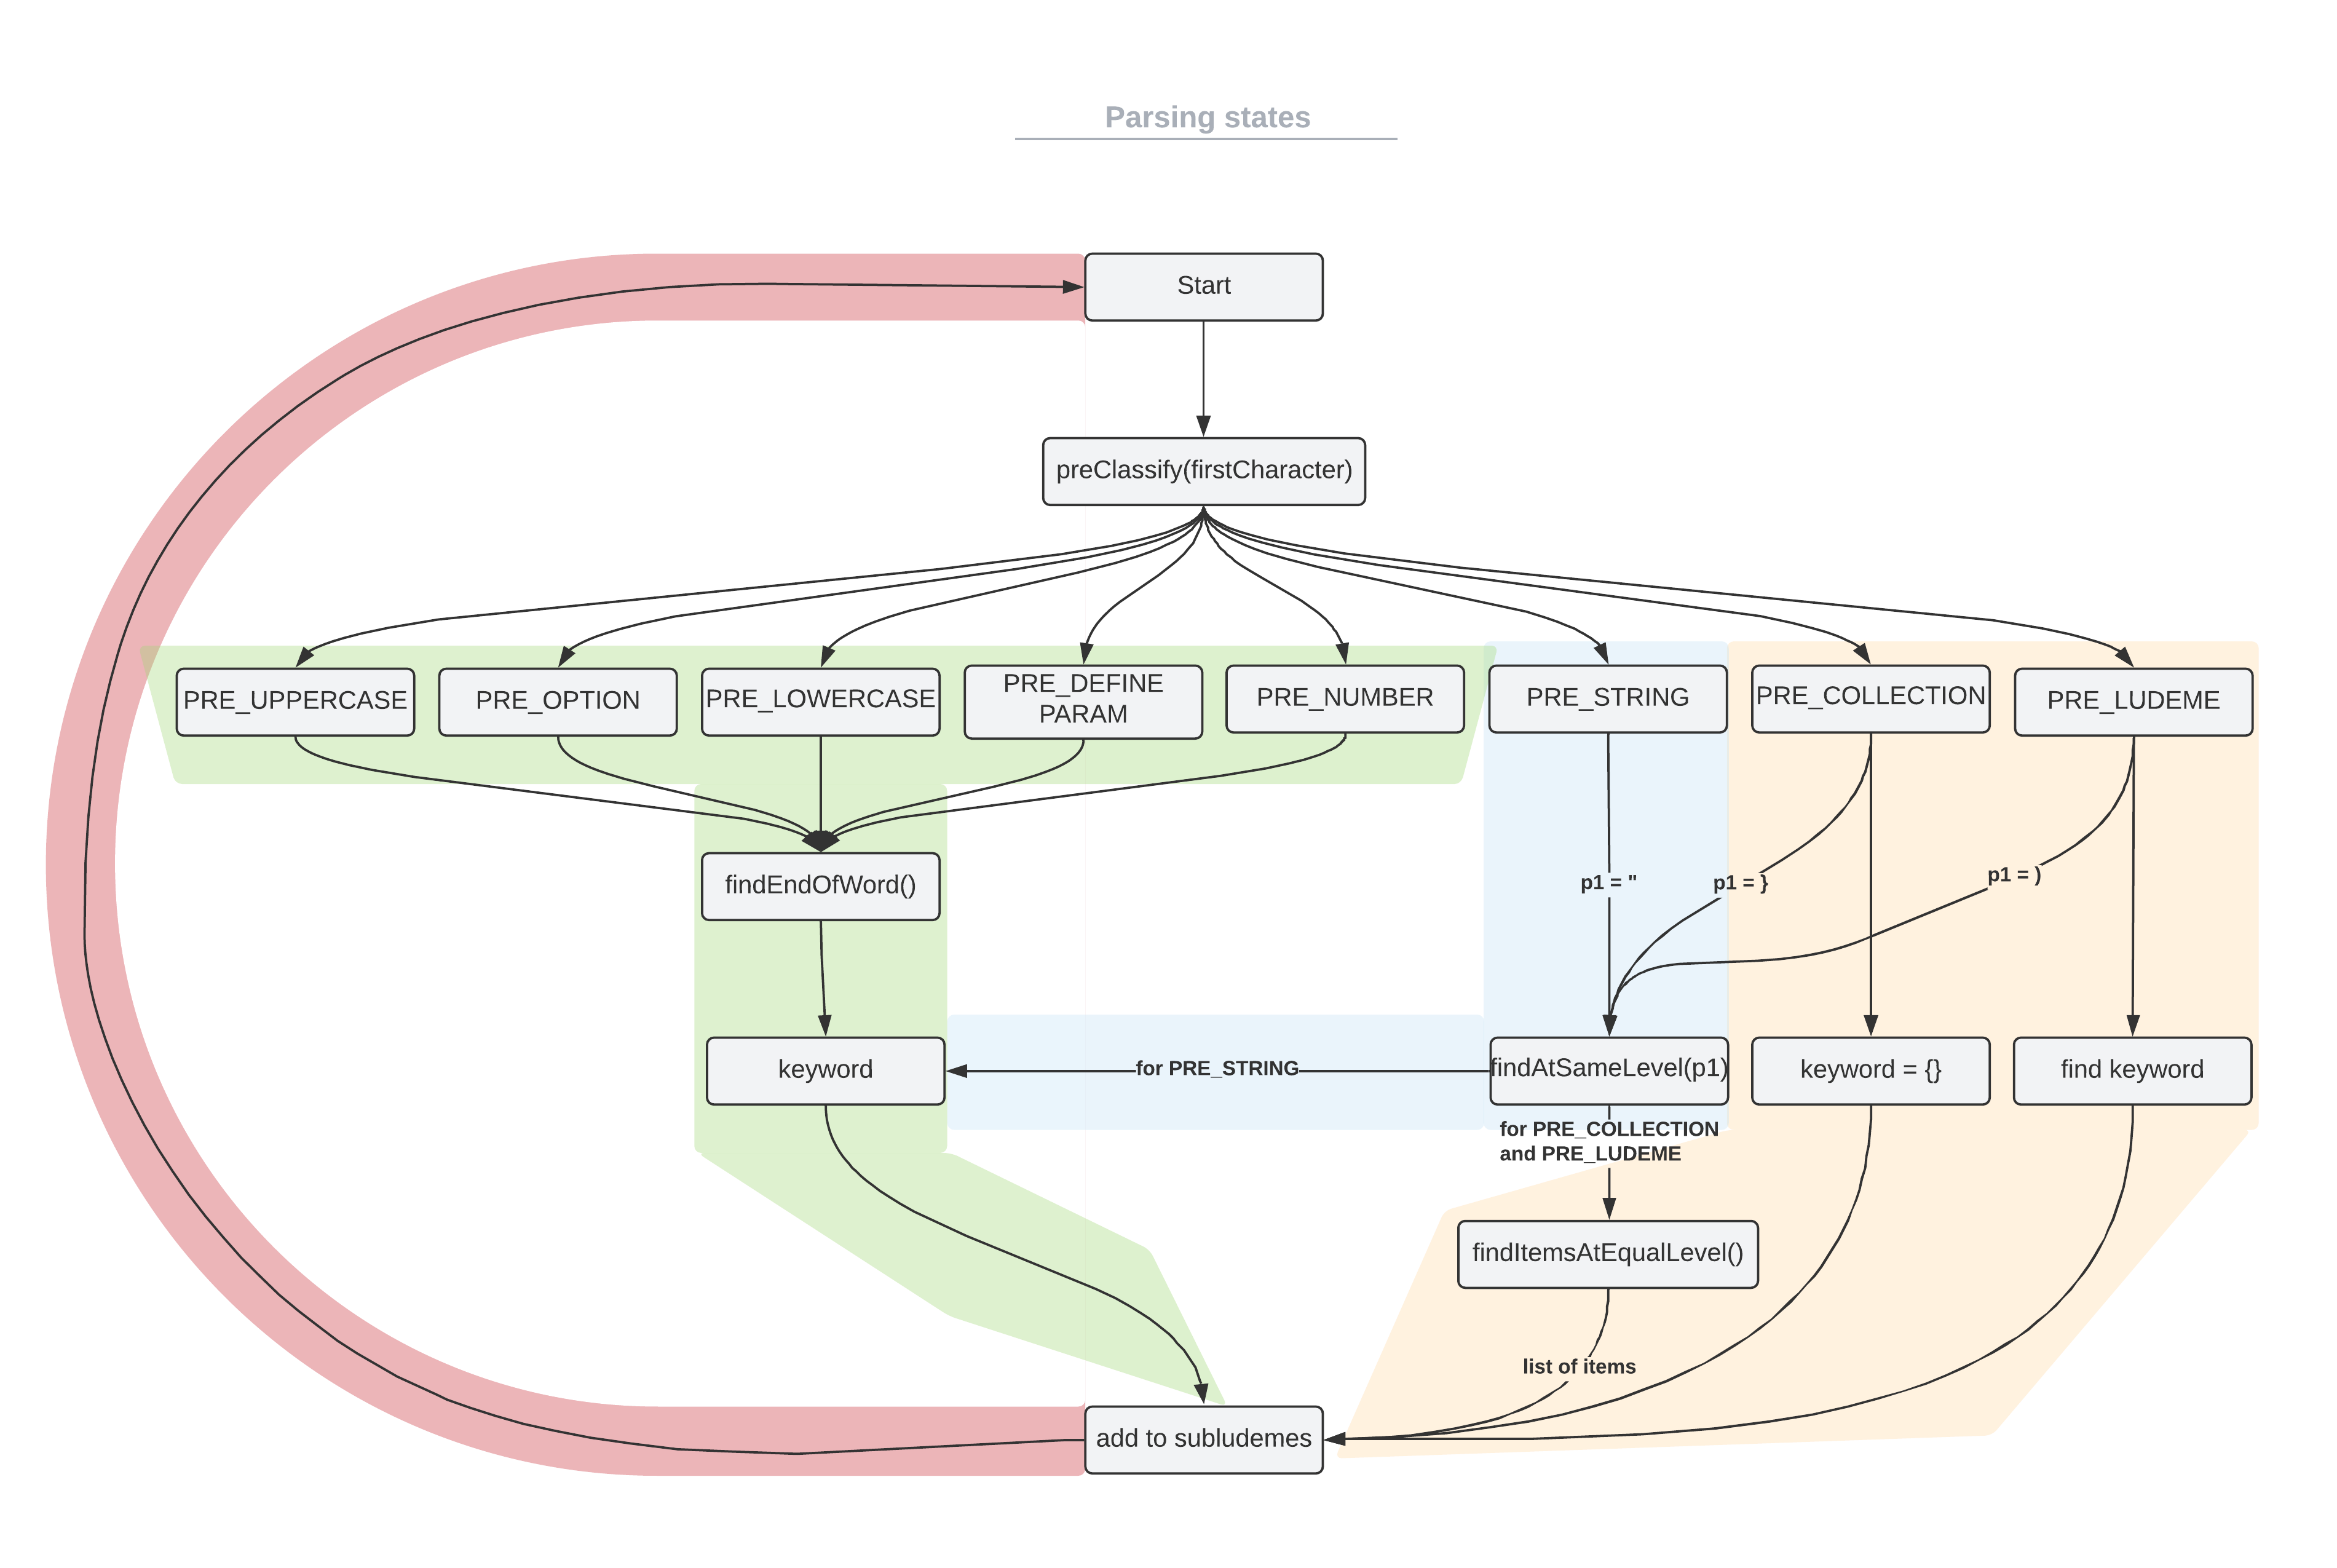 Parsing states
Start
preClassify(firstCharacter)
PRE_UPPERCASE
PRE_OPTION
PRE_LOWERCASE
PRE_DEFINE
PARAM
PRE_NUMBER
PRE_STRING
PRE_COLLECTION
PRE_LUDEME
findEndOfWord()
p1 = "
p1 = }
p1 = )
keyword
for PRE_STRING
findAtSameLevel(p1)
keyword = {}
find keyword
for PRE_COLLECTION
and PRE_LUDEME
findItemsAtEqualLevel()
list of items
add to subludemes